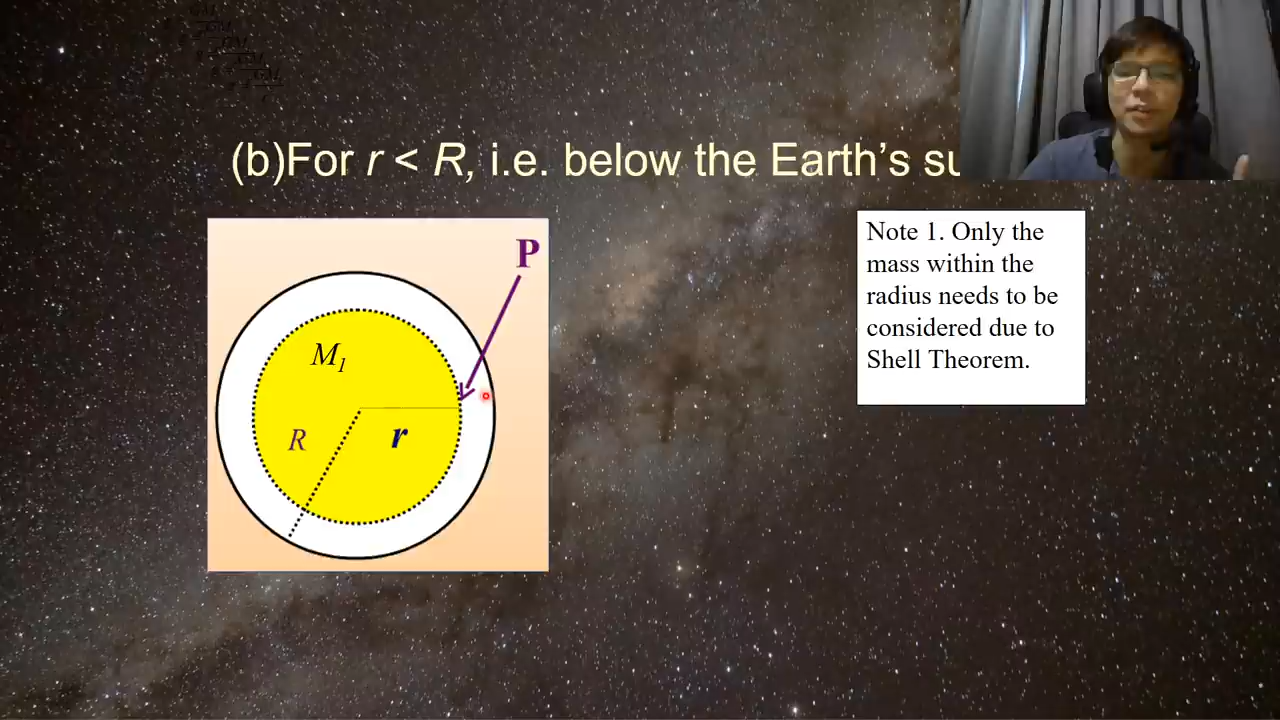 (b)For r < R, i.e. below the Earth's su
P
M1
R
r
Note 1. Only the
mass within the
radius needs to be
considered due to
Shell Theorem.